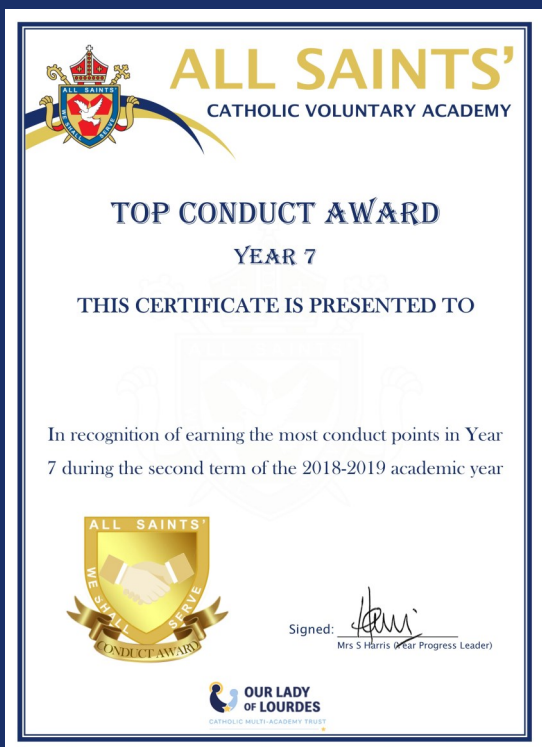 ALL SAINTS'
CATHOLIC VOLUNTARY ACADEMY
ALL SAINTS'
WE SHALL SERVE
TOP CONDUCT AWARD
YEAR 7
THIS CERTIFICATE IS PRESENTED TO
In recognition of earning the most conduct points in Year
7 during the second term of the 2018-2019 academic year
ALL SAINTS'
WE SHALL SERVE
CONDUCT AWARD
Signed:
Mrs S Harris (Year Progress Leader)
OUR LADY
OF LOURDES
CATHOLIC MULTI-ACADEMY TRUST